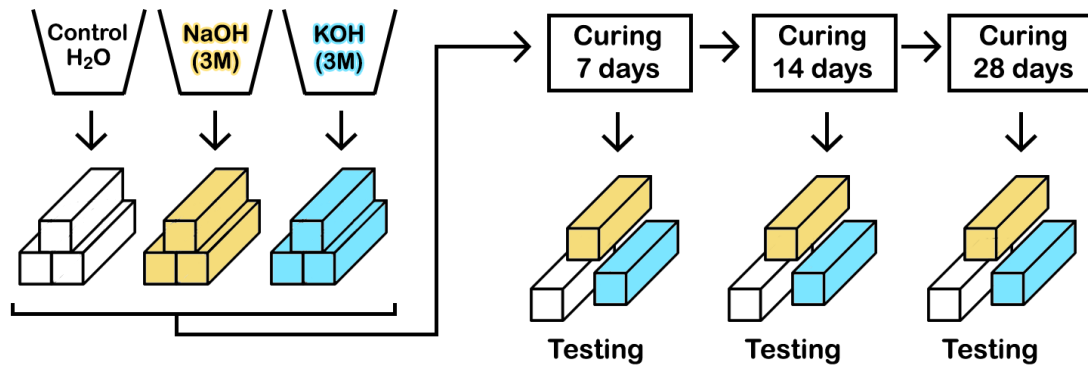 Control
H₂O
NaOH
(3M)
KOH
(3M)
Curing
7 days
Curing
14 days
Curing
28 days
Testing
Testing
Testing